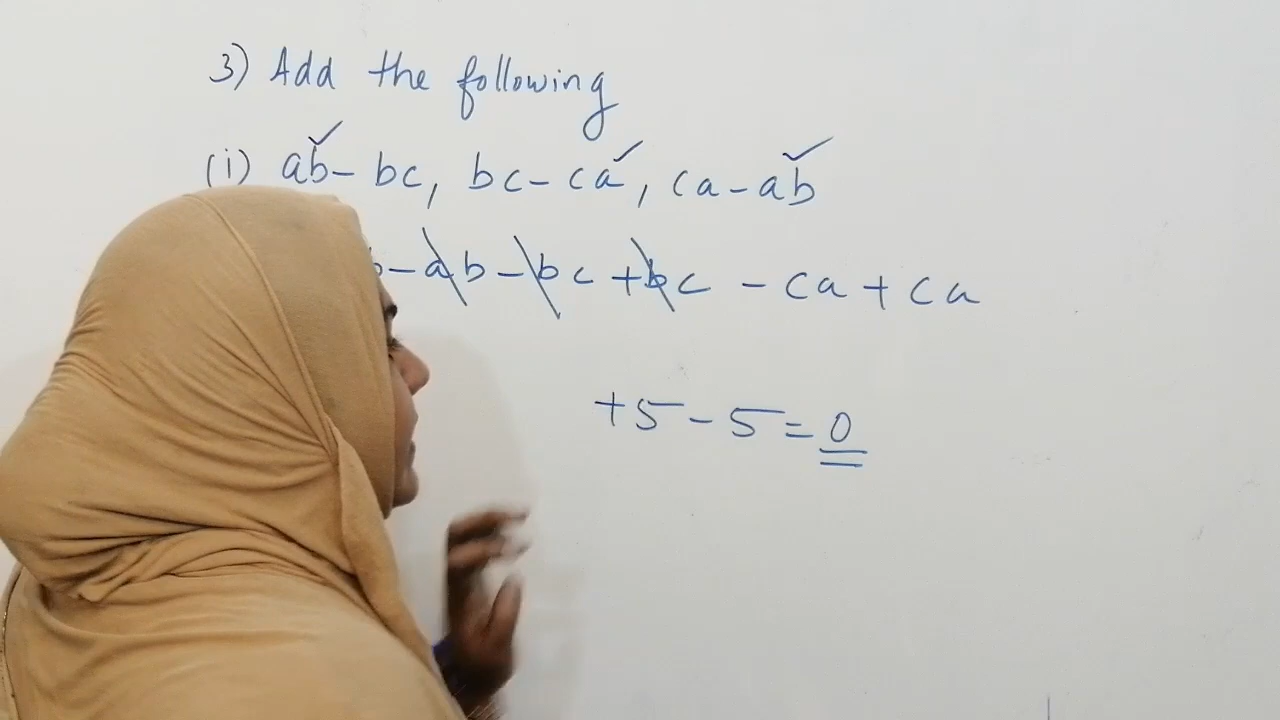 3) Add the following
(i) ab - bc, bc - ca, ca - ab
b - ab - bc + bc - ca + ca
+5 - 5 = 0